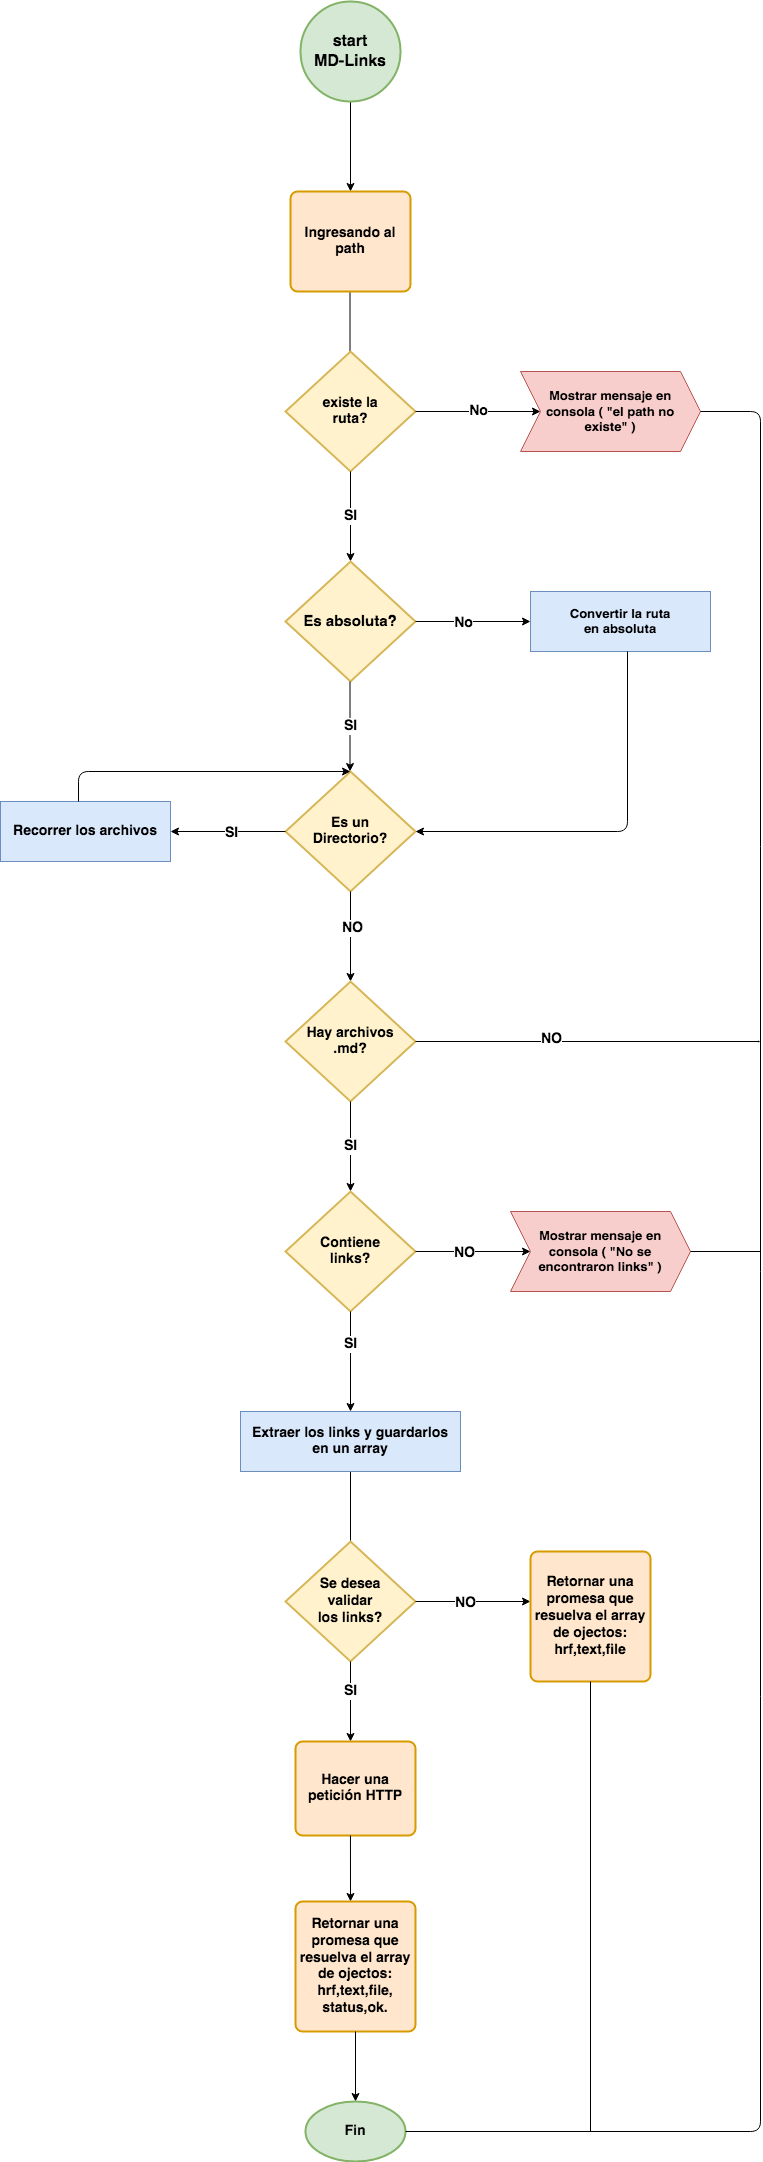 start
MD-Links
Ingresando al
path
existe la
ruta?
No
Mostrar mensaje en
consola ( "el path no
existe" )
SI
Es absoluta?
No
Convertir la ruta
en absoluta
SI
Recorrer los archivos
SI
Es un
Directorio?
NO
Hay archivos
.md?
NO
SI
Contiene
links?
NO
Mostrar mensaje en
consola ( "No se
encontraron links" )
SI
Extraer los links y guardarlos
en un array
Se desea
validar
los links?
NO
Retornar una
promesa que
resuelva el array
de ojectos:
hrf,text,file
SI
Hacer una
petición HTTP
Retornar una
promesa que
resuelva el array
de ojectos:
hrf,text,file,
status,ok.
Fin